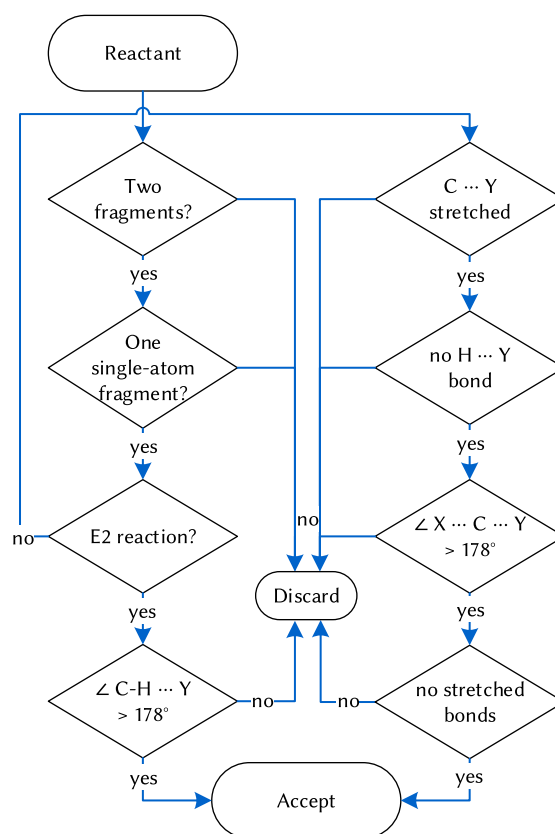 Reactant
Two
fragments?
yes
One
single-atom
fragment?
yes
E2 reaction?
no
yes
∠ C-H ··· Y
> 178°
no
yes
C ··· Y
stretched
yes
no H ··· Y
bond
yes
∠ X ··· C ··· Y
> 178°
no
yes
no stretched
bonds
no
yes
Discard
Accept